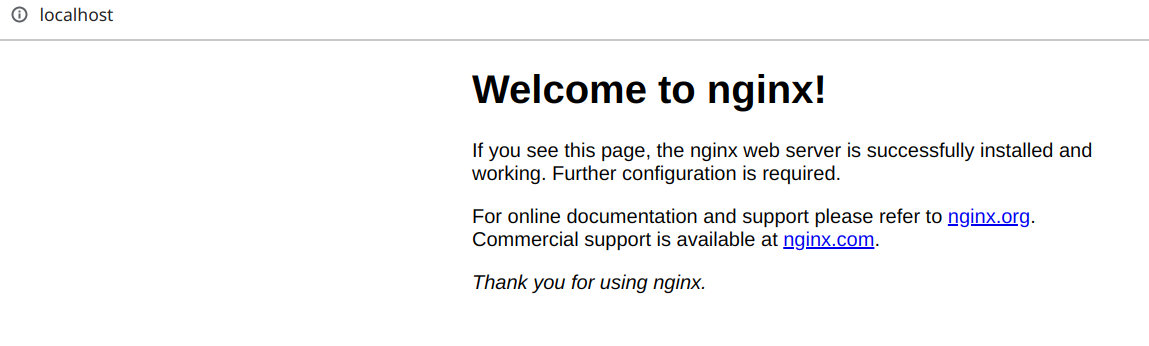 localhost
Welcome to nginx!
If you see this page, the nginx web server is successfully installed and
working. Further configuration is required.
For online documentation and support please refer to nginx.org.
Commercial support is available at nginx.com.
Thank you for using nginx.